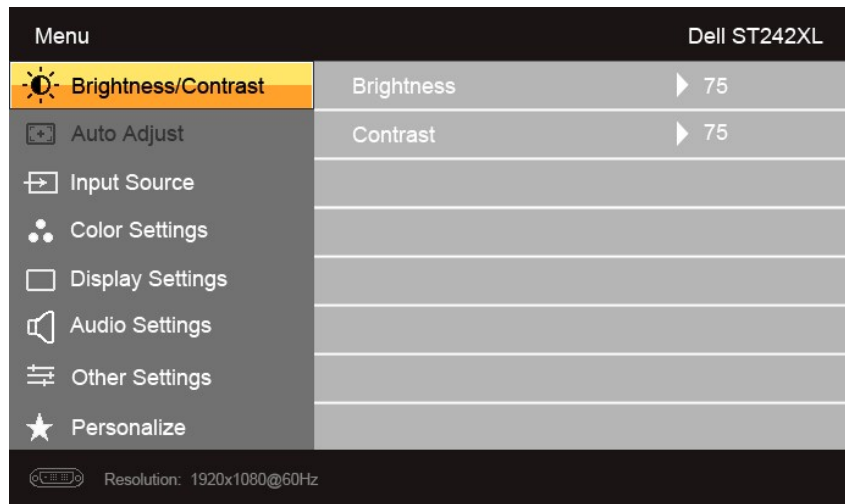 Menu Dell ST242XL
Brightness/Contrast Brightness 75
Auto Adjust Contrast 75
Input Source
Color Settings
Display Settings
Audio Settings
Other Settings
Personalize
Resolution: 1920x1080@60Hz